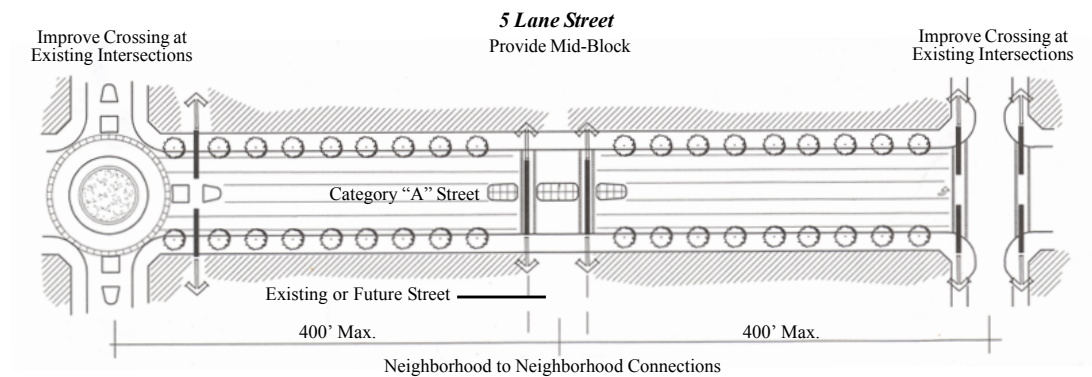 5 Lane Street
Provide Mid-Block
Improve Crossing at
Existing Intersections
Improve Crossing at
Existing Intersections
Category “A” Street
Existing or Future Street
400’ Max.
400’ Max.
Neighborhood to Neighborhood Connections